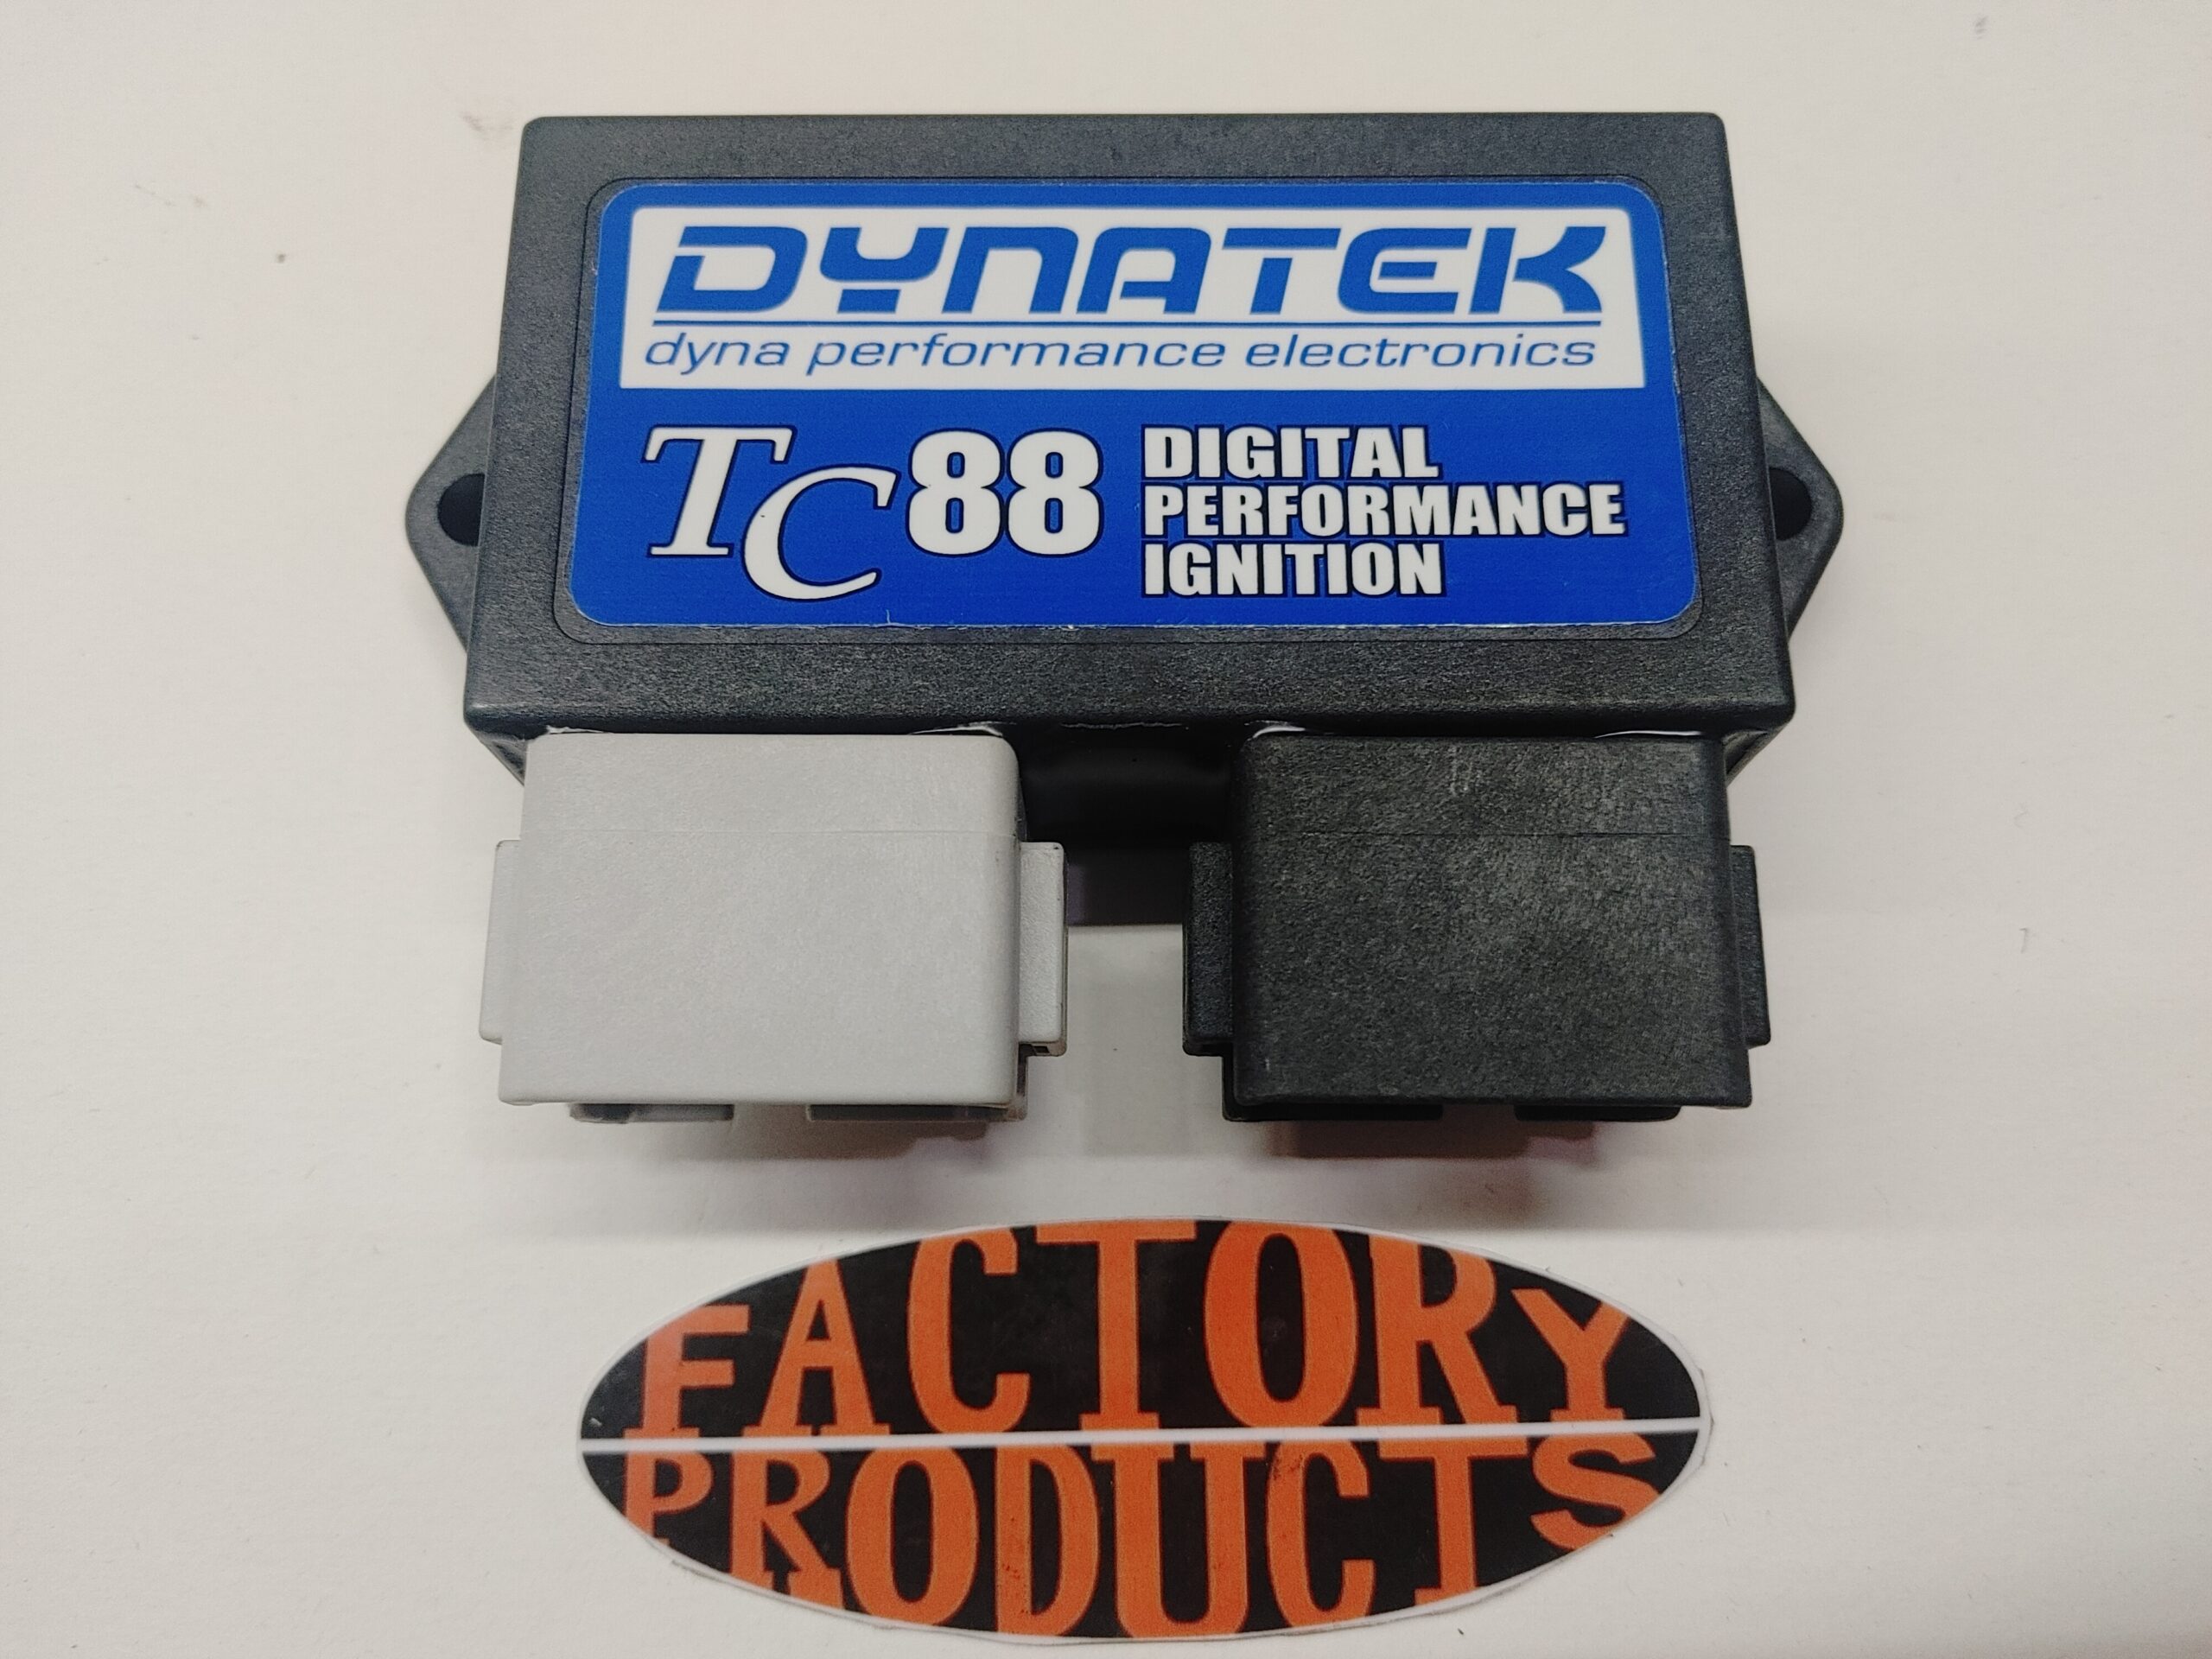 DYNATEK
dyna performance electronics
TC88 DIGITAL
PERFORMANCE
IGNITION
FACTORY
PRODUCTS